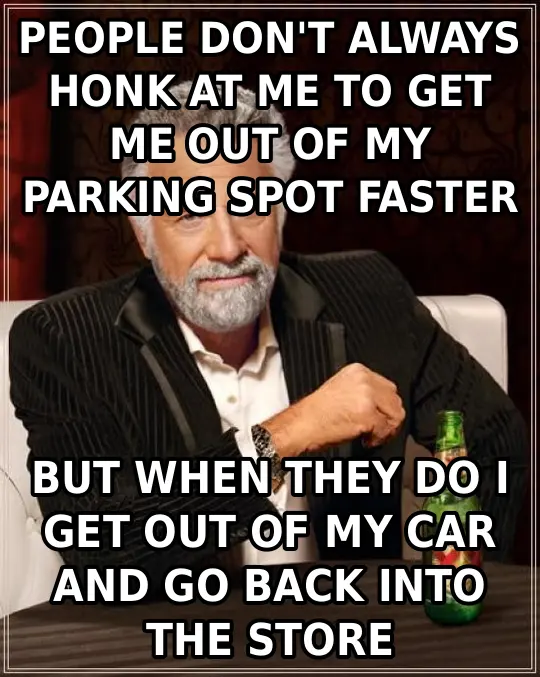 PEOPLE DON'T ALWAYS
HONK AT ME TO GET
ME OUT OF MY
PARKING SPOT FASTER
BUT WHEN THEY DO I
GET OUT OF MY CAR
AND GO BACK INTO
THE STORE